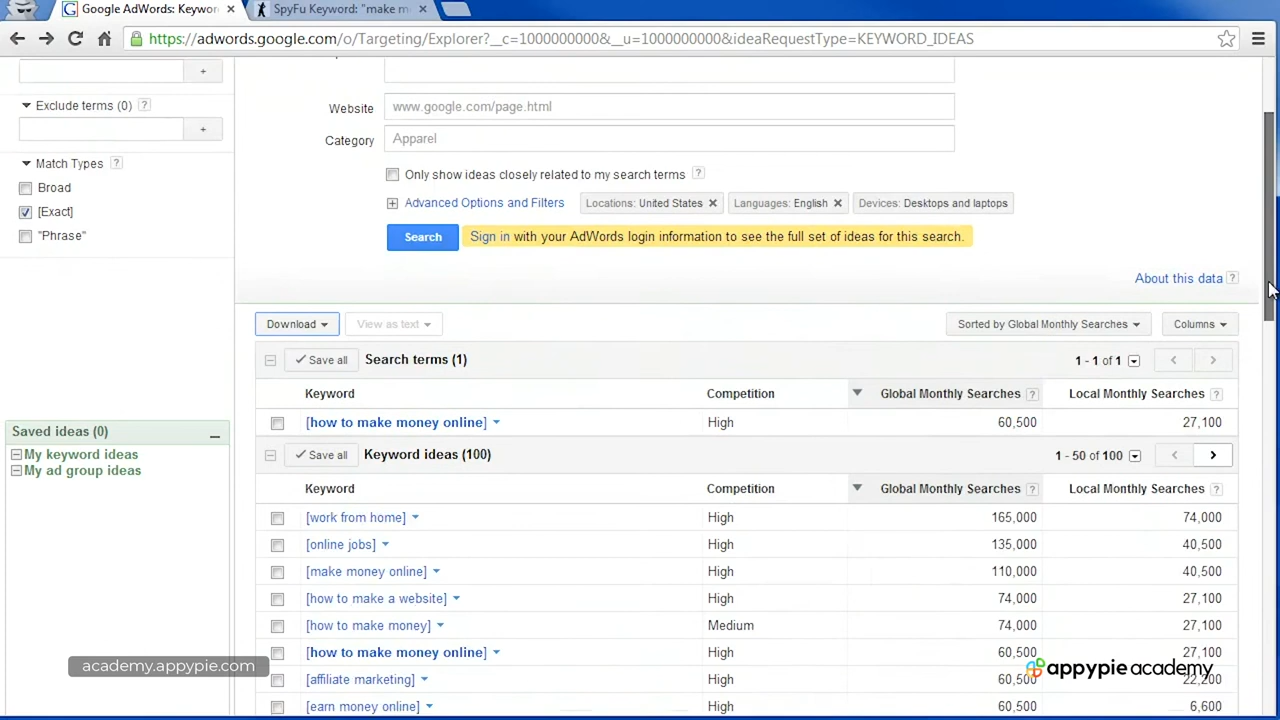 Google AdWords: Keywor
SpyFu Keyword: "make m
https://adwords.google.com/o/Targeting/Explorer?__c=1000000000&__u=1000000000&ideaRequestType=KEYWORD_IDEAS
+
Exclude terms (0) ?
+
Match Types ?
Broad
[Exact]
"Phrase"
Website www.google.com/page.html
Category Apparel
Only show ideas closely related to my search terms ?
Advanced Options and Filters Locations: United States × Languages: English × Devices: Desktops and laptops
Search Sign in with your AdWords login information to see the full set of ideas for this search.
About this data ?
Download View as text Sorted by Global Monthly Searches Columns
Save all Search terms (1) 1 - 1 of 1
Keyword Competition Global Monthly Searches ? Local Monthly Searches ?
[how to make money online] High 60,500 27,100
Save all Keyword ideas (100) 1 - 50 of 100
Keyword Competition Global Monthly Searches ? Local Monthly Searches ?
[work from home] High 165,000 74,000
[online jobs] High 135,000 40,500
[make money online] High 110,000 40,500
[how to make a website] High 74,000 27,100
[how to make money] Medium 74,000 27,100
[how to make money online] High 60,500 27,100
[affiliate marketing] High 60,500 22,200
[earn money online] High 60,500 6,600
Saved ideas (0)
My keyword ideas
My ad group ideas
academy.appypie.com
appypie academy